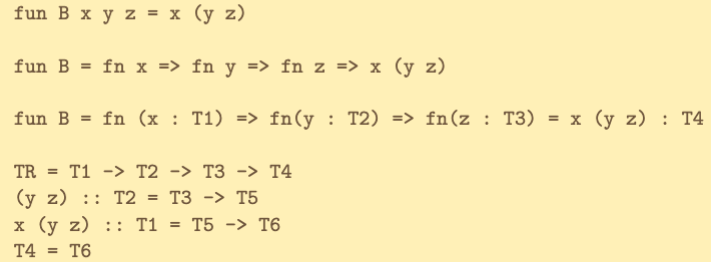 fun B x y z = x (y z)
fun B = fn x => fn y => fn z => x (y z)
fun B = fn (x : T1) => fn(y : T2) => fn(z : T3) = x (y z) : T4
TR = T1 -> T2 -> T3 -> T4
(y z) :: T2 = T3 -> T5
x (y z) :: T1 = T5 -> T6
T4 = T6